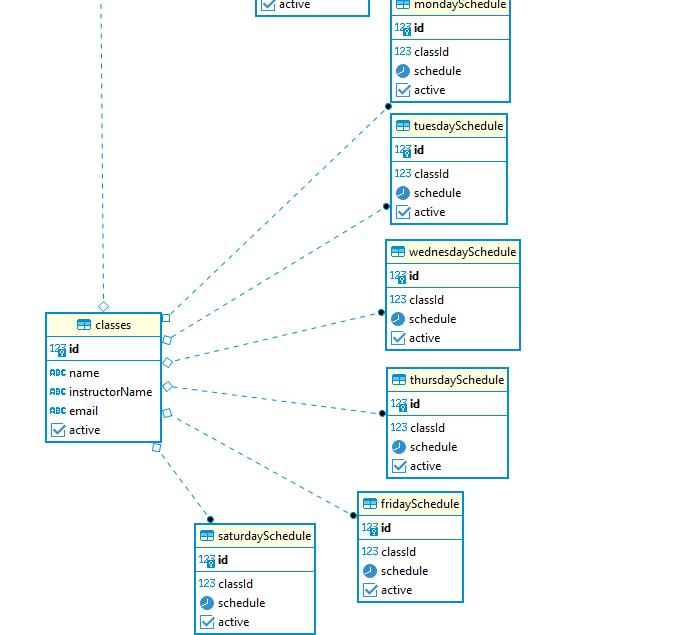 active
mondaySchedule
123 id
123 classId
schedule
active
tuesdaySchedule
123 id
123 classId
schedule
active
wednesdaySchedule
123 id
123 classId
schedule
active
classes
123 id
ABC name
ABC instructorName
ABC email
active
thursdaySchedule
123 id
123 classId
schedule
active
fridaySchedule
123 id
123 classId
schedule
active
saturdaySchedule
123 id
123 classId
schedule
active